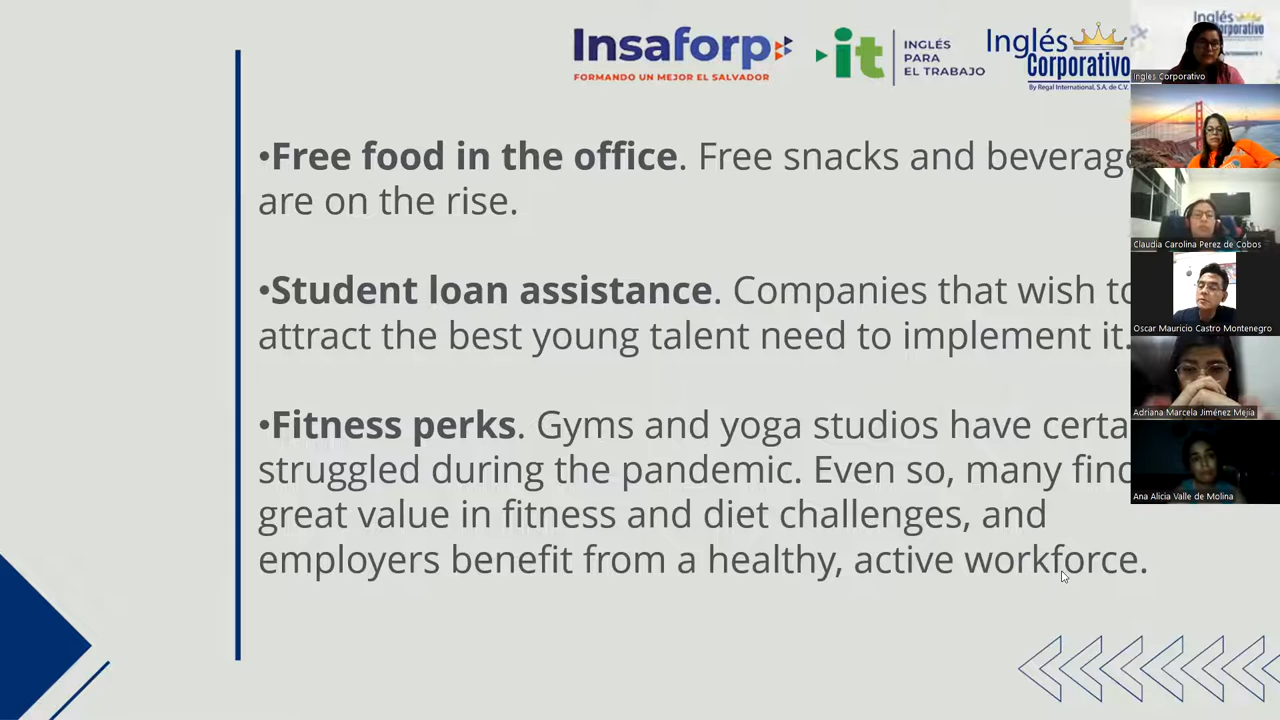 Insaforp
FORMANDO UN MEJOR EL SALVADOR
it
INGLÉS
PARA
EL TRABAJO
Inglés
Corporativo
By Regal International, S.A. de C.V.
•Free food in the office. Free snacks and beverage
are on the rise.
•Student loan assistance. Companies that wish to
attract the best young talent need to implement it.
•Fitness perks. Gyms and yoga studios have certa
struggled during the pandemic. Even so, many find
great value in fitness and diet challenges, and
employers benefit from a healthy, active workforce.
Inglés
Corporativo
Ingles Corporativo
Claudia Carolina Perez de Cobos
Oscar Mauricio Castro Montenegro
Adriana Marcela Jiménez Mejía
Ana Alicia Valle de Molina